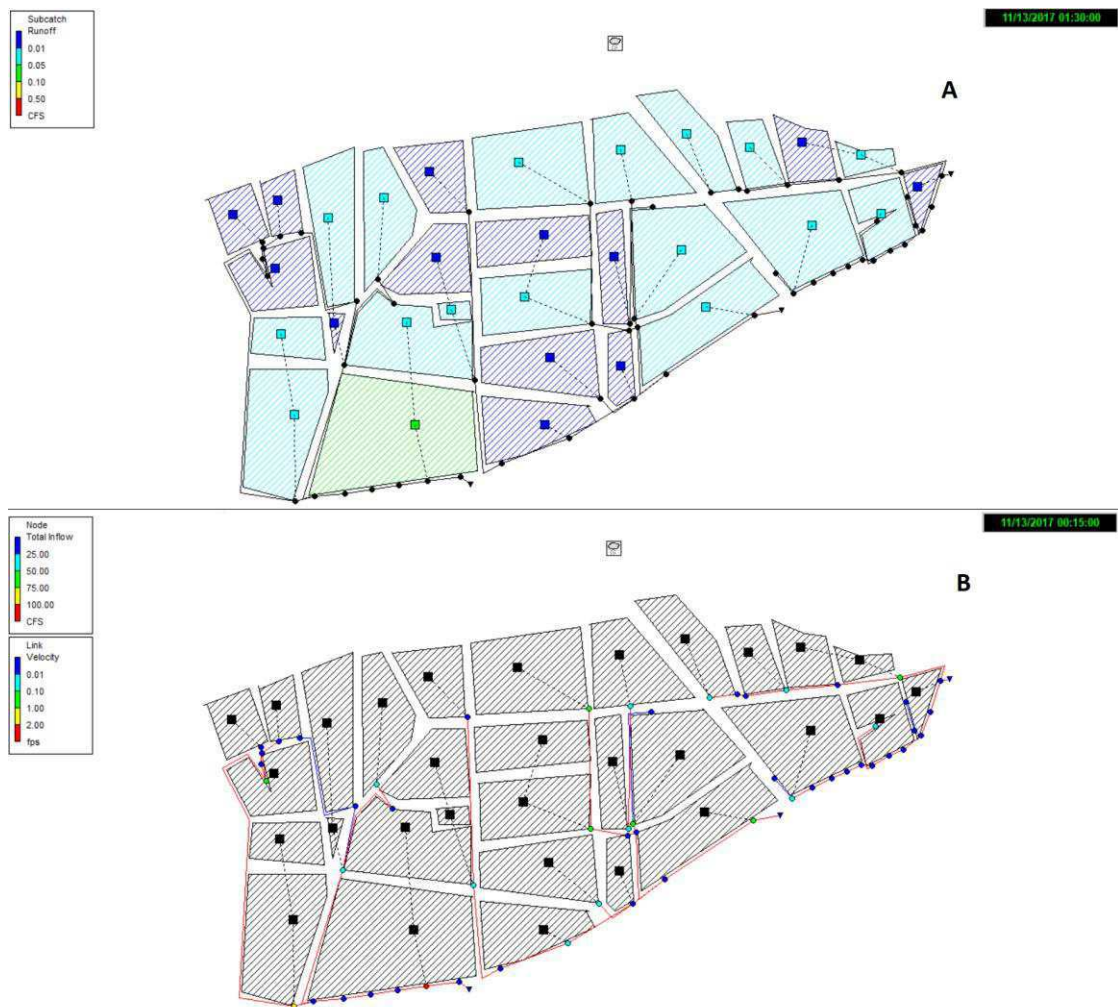 Subcatch
Runoff
0.01
0.05
0.10
0.50
CFS
11/13/2017 01:30:00
A
Node
Total Inflow
25.00
50.00
75.00
100.00
CFS
11/13/2017 00:15:00
B
Link
Velocity
0.01
0.10
1.00
2.00
fps